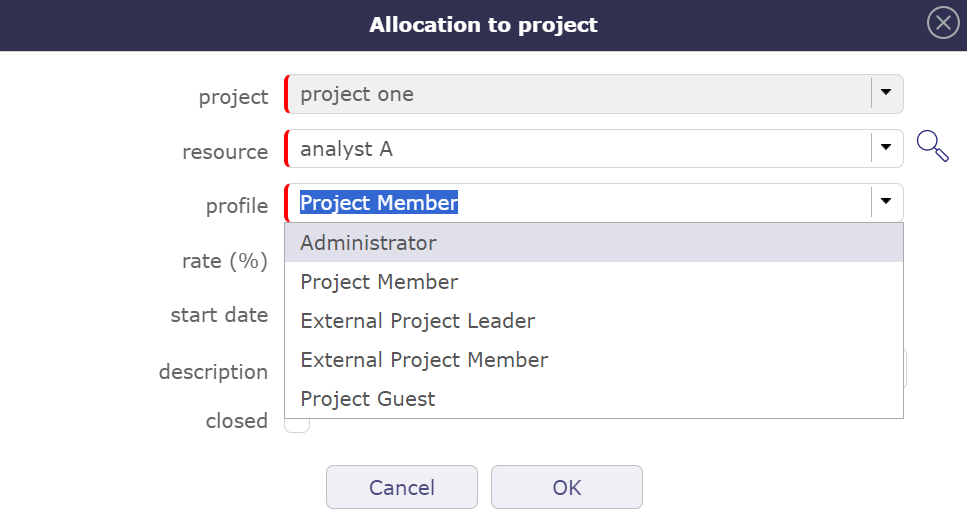 Allocation to project
project project one
resource analyst A
profile Project Member
Administrator
rate (%)
Project Member
start date
External Project Leader
External Project Member
description
Project Guest
closed
Cancel OK